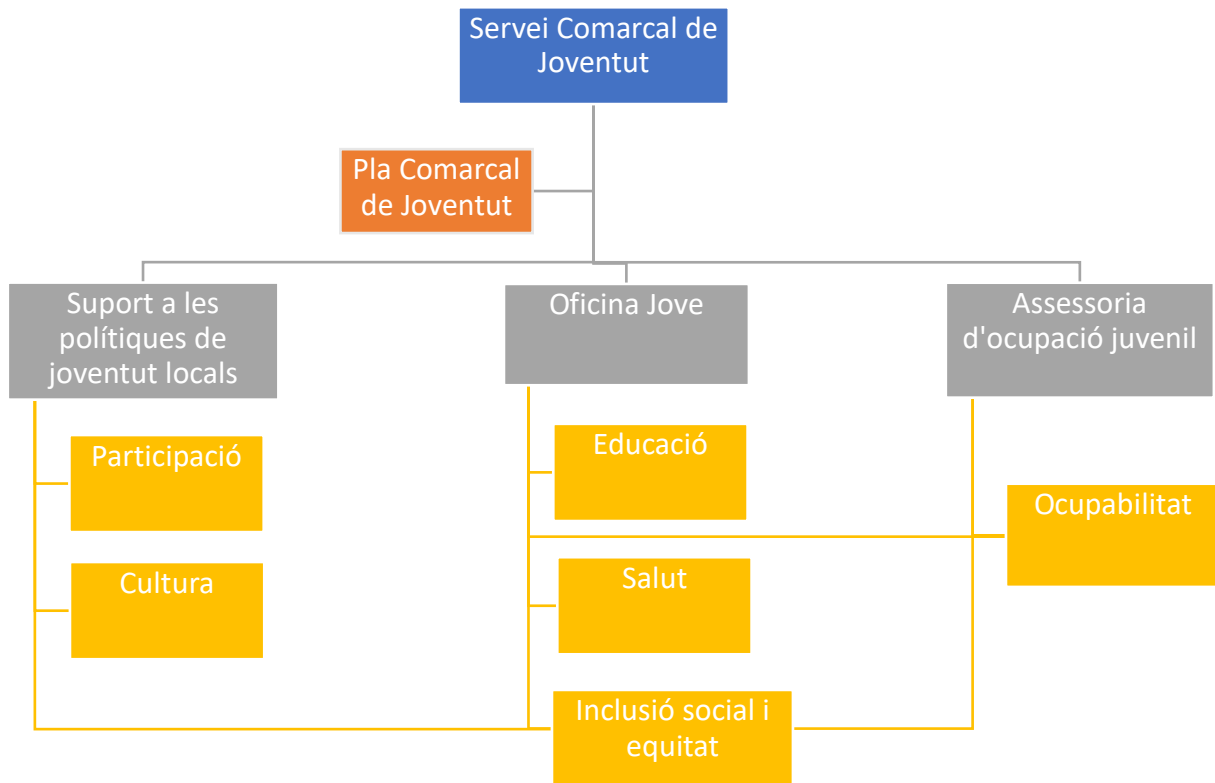 Servei Comarcal de
Joventut
Pla Comarcal
de Joventut
Suport a les
polítiques de
joventut locals
Oficina Jove
Assessoria
d'ocupació juvenil
Participació
Educació
Ocupabilitat
Cultura
Salut
Inclusió social i
equitat